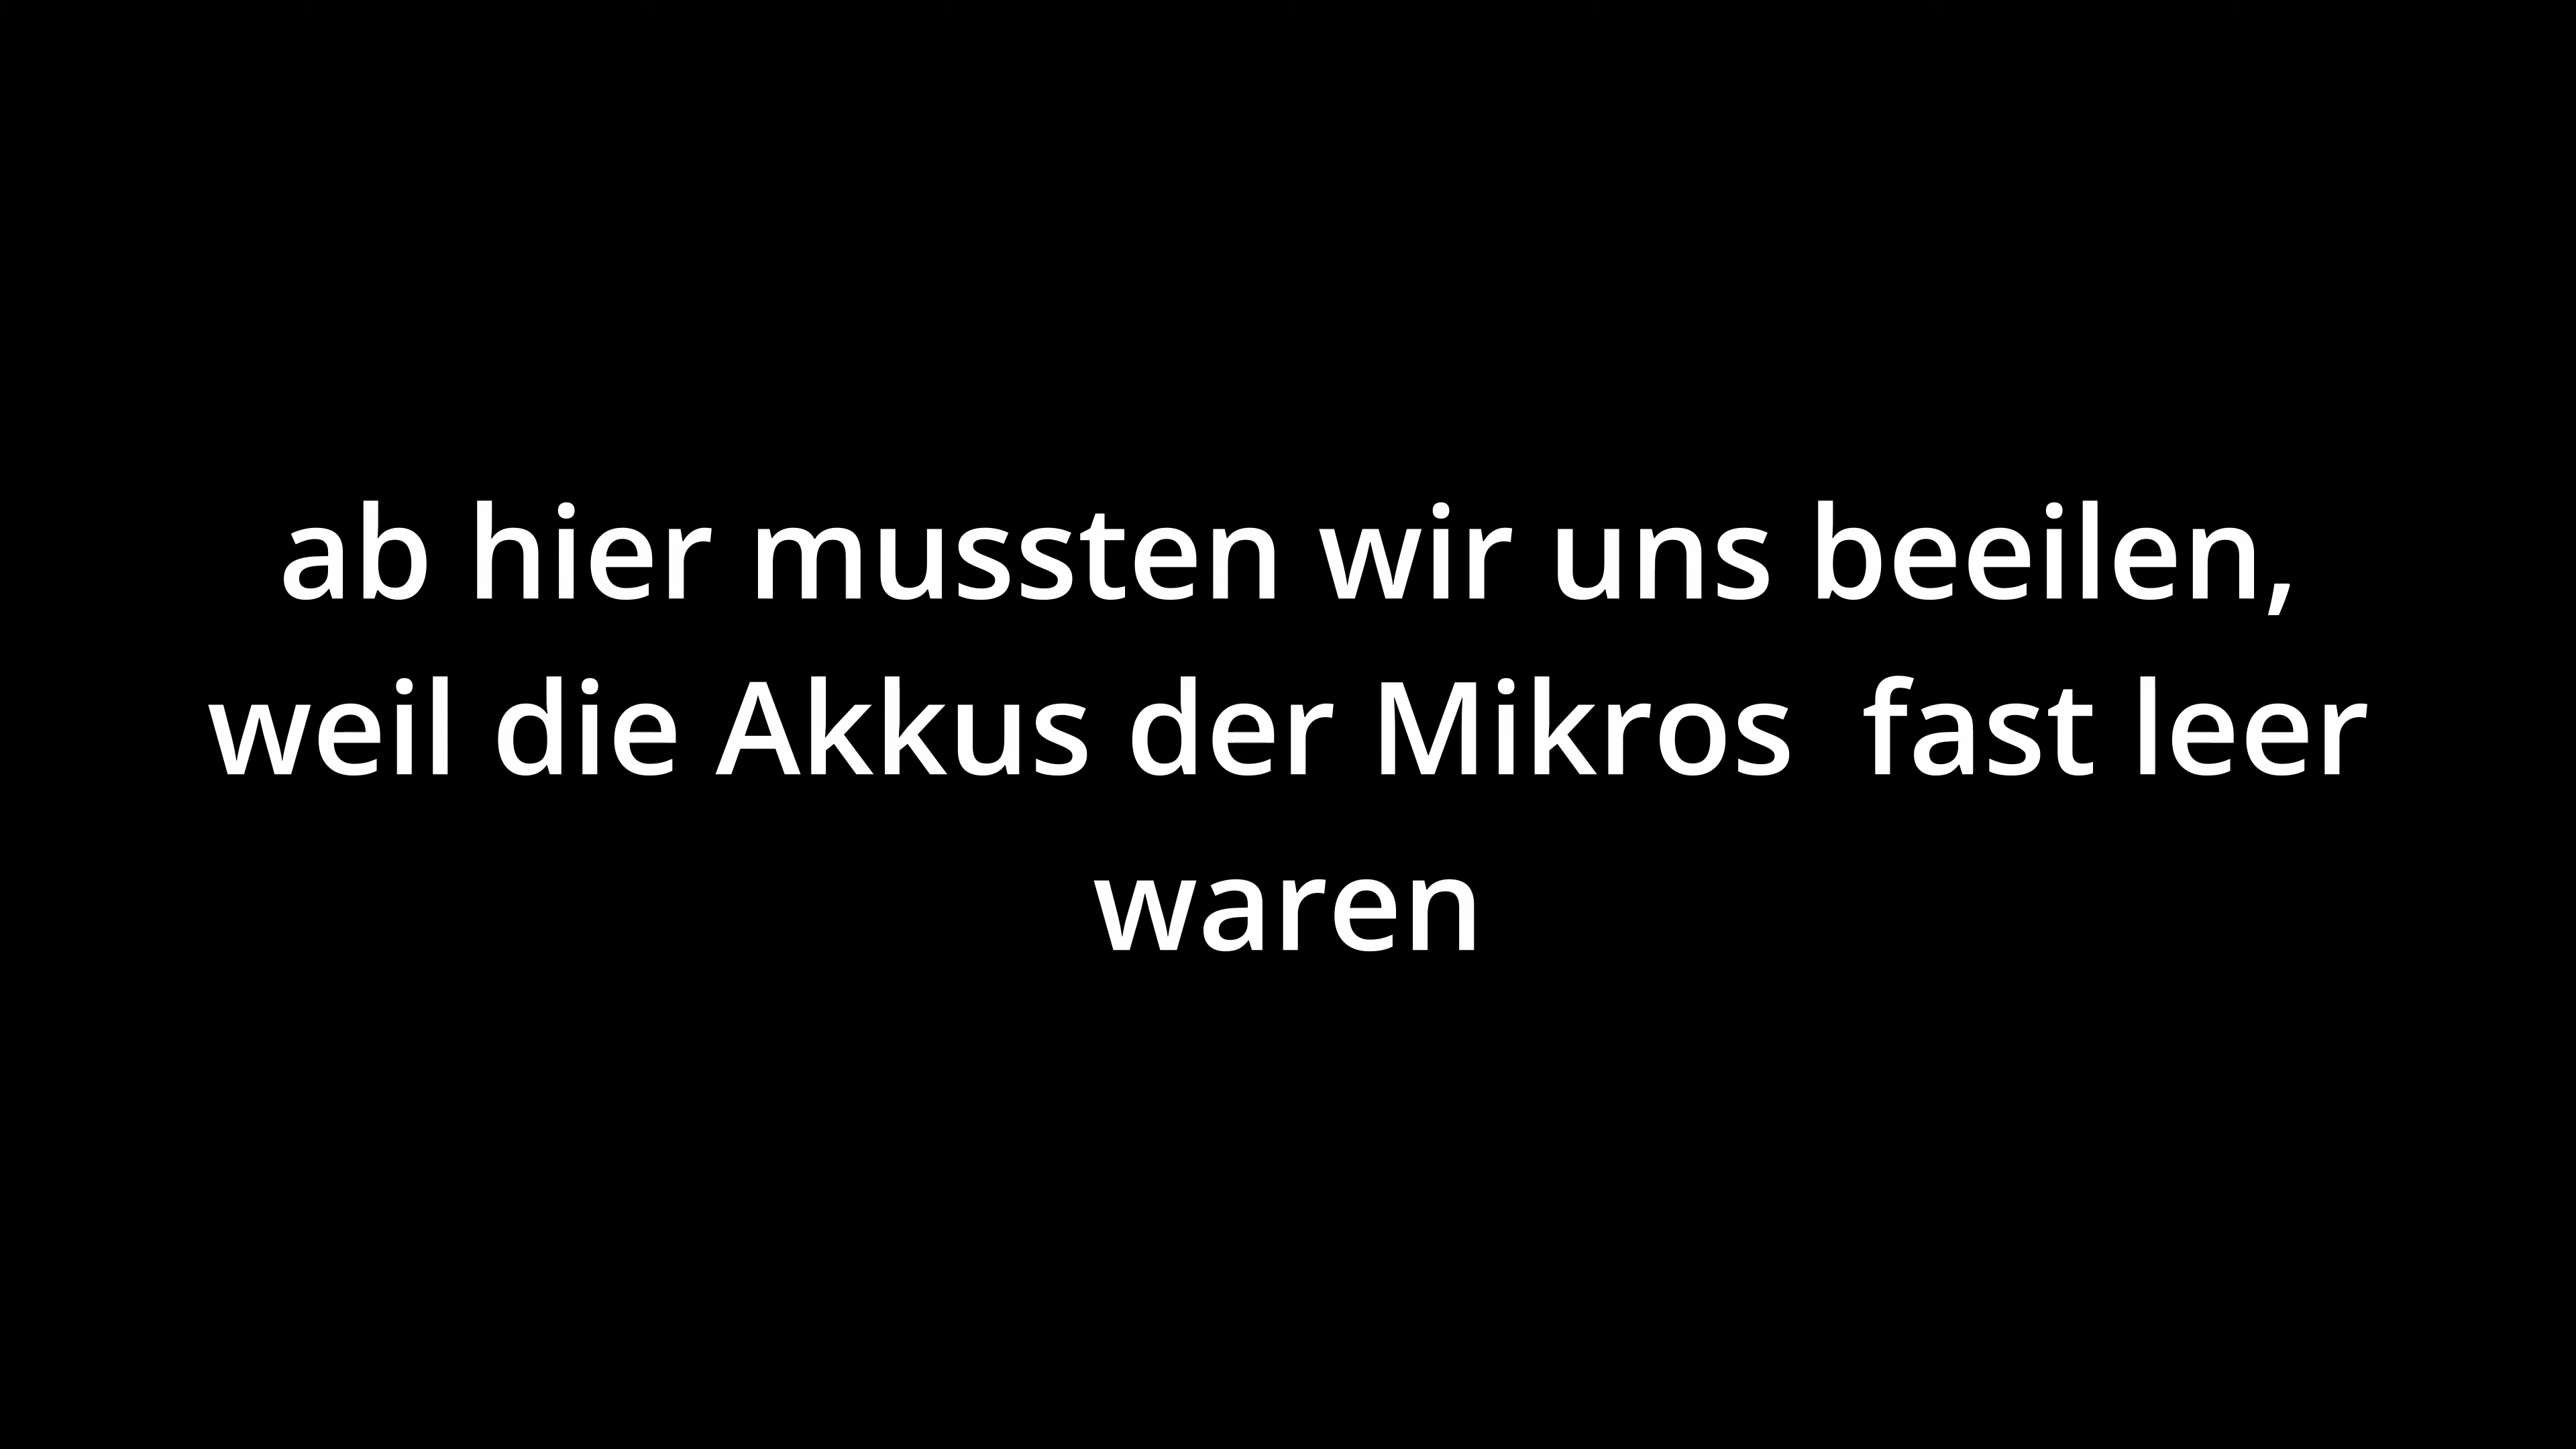 ab hier mussten wir uns beeilen,
weil die Akkus der Mikros  fast leer
waren